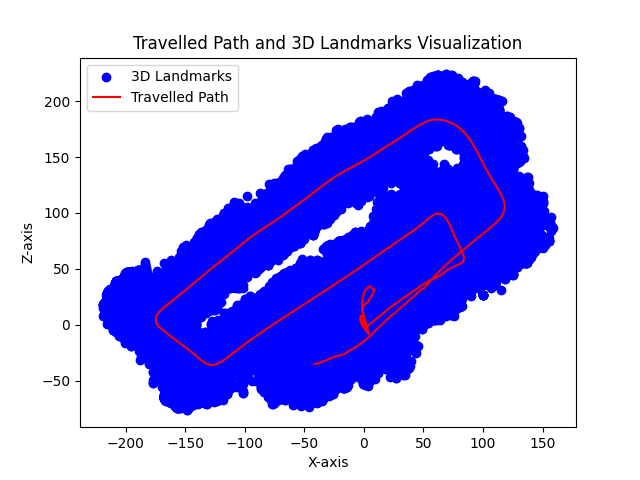 Travelled Path and 3D Landmarks Visualization
3D Landmarks
Travelled Path
Z-axis
200
150
100
50
0
−50
−200
−150
−100
−50
0
50
100
150
X-axis